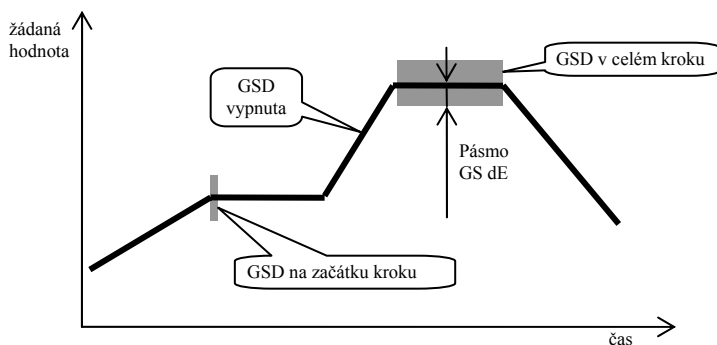 žádaná
hodnota
GSD
vypnuta
GSD v celém kroku
Pásmo
GS dE
GSD na začátku kroku
čas